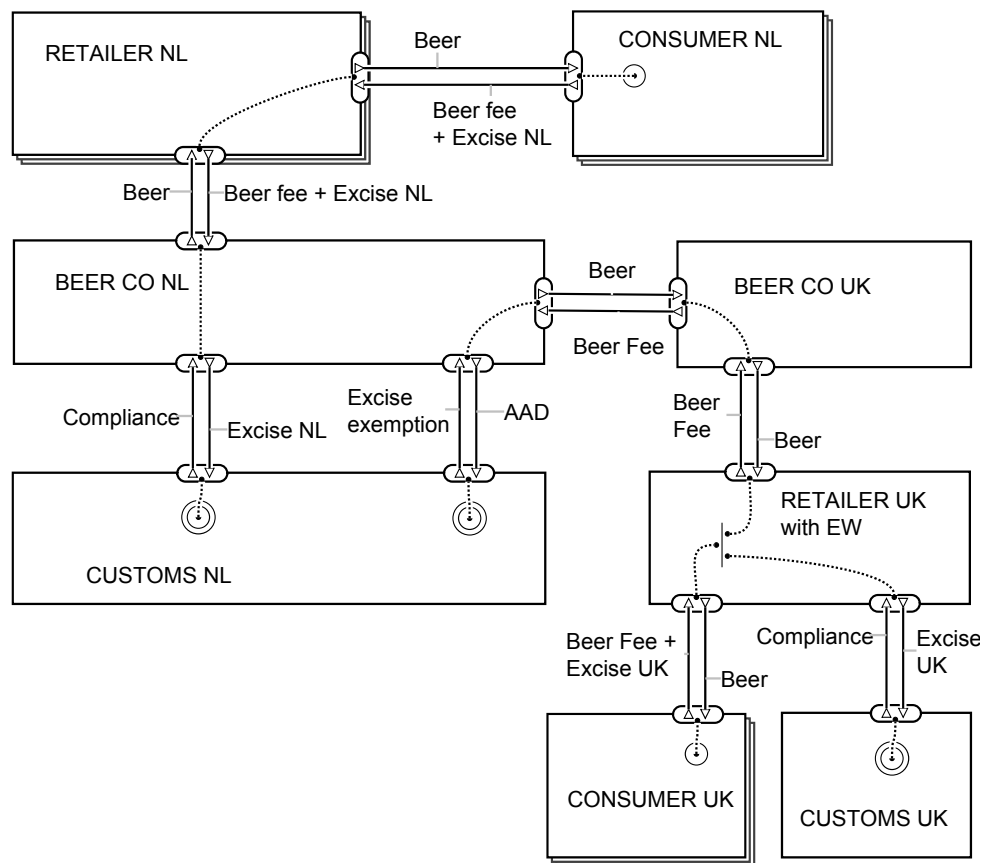 RETAILER NL
Beer
CONSUMER NL
Beer fee
+ Excise NL
Beer
Beer fee + Excise NL
BEER CO NL
Beer
BEER CO UK
Beer Fee
Compliance
Excise NL
Excise
exemption
AAD
Beer
Fee
Beer
CUSTOMS NL
RETAILER UK
with EW
Beer Fee +
Excise UK
Beer
Compliance
Excise
UK
CONSUMER UK
CUSTOMS UK